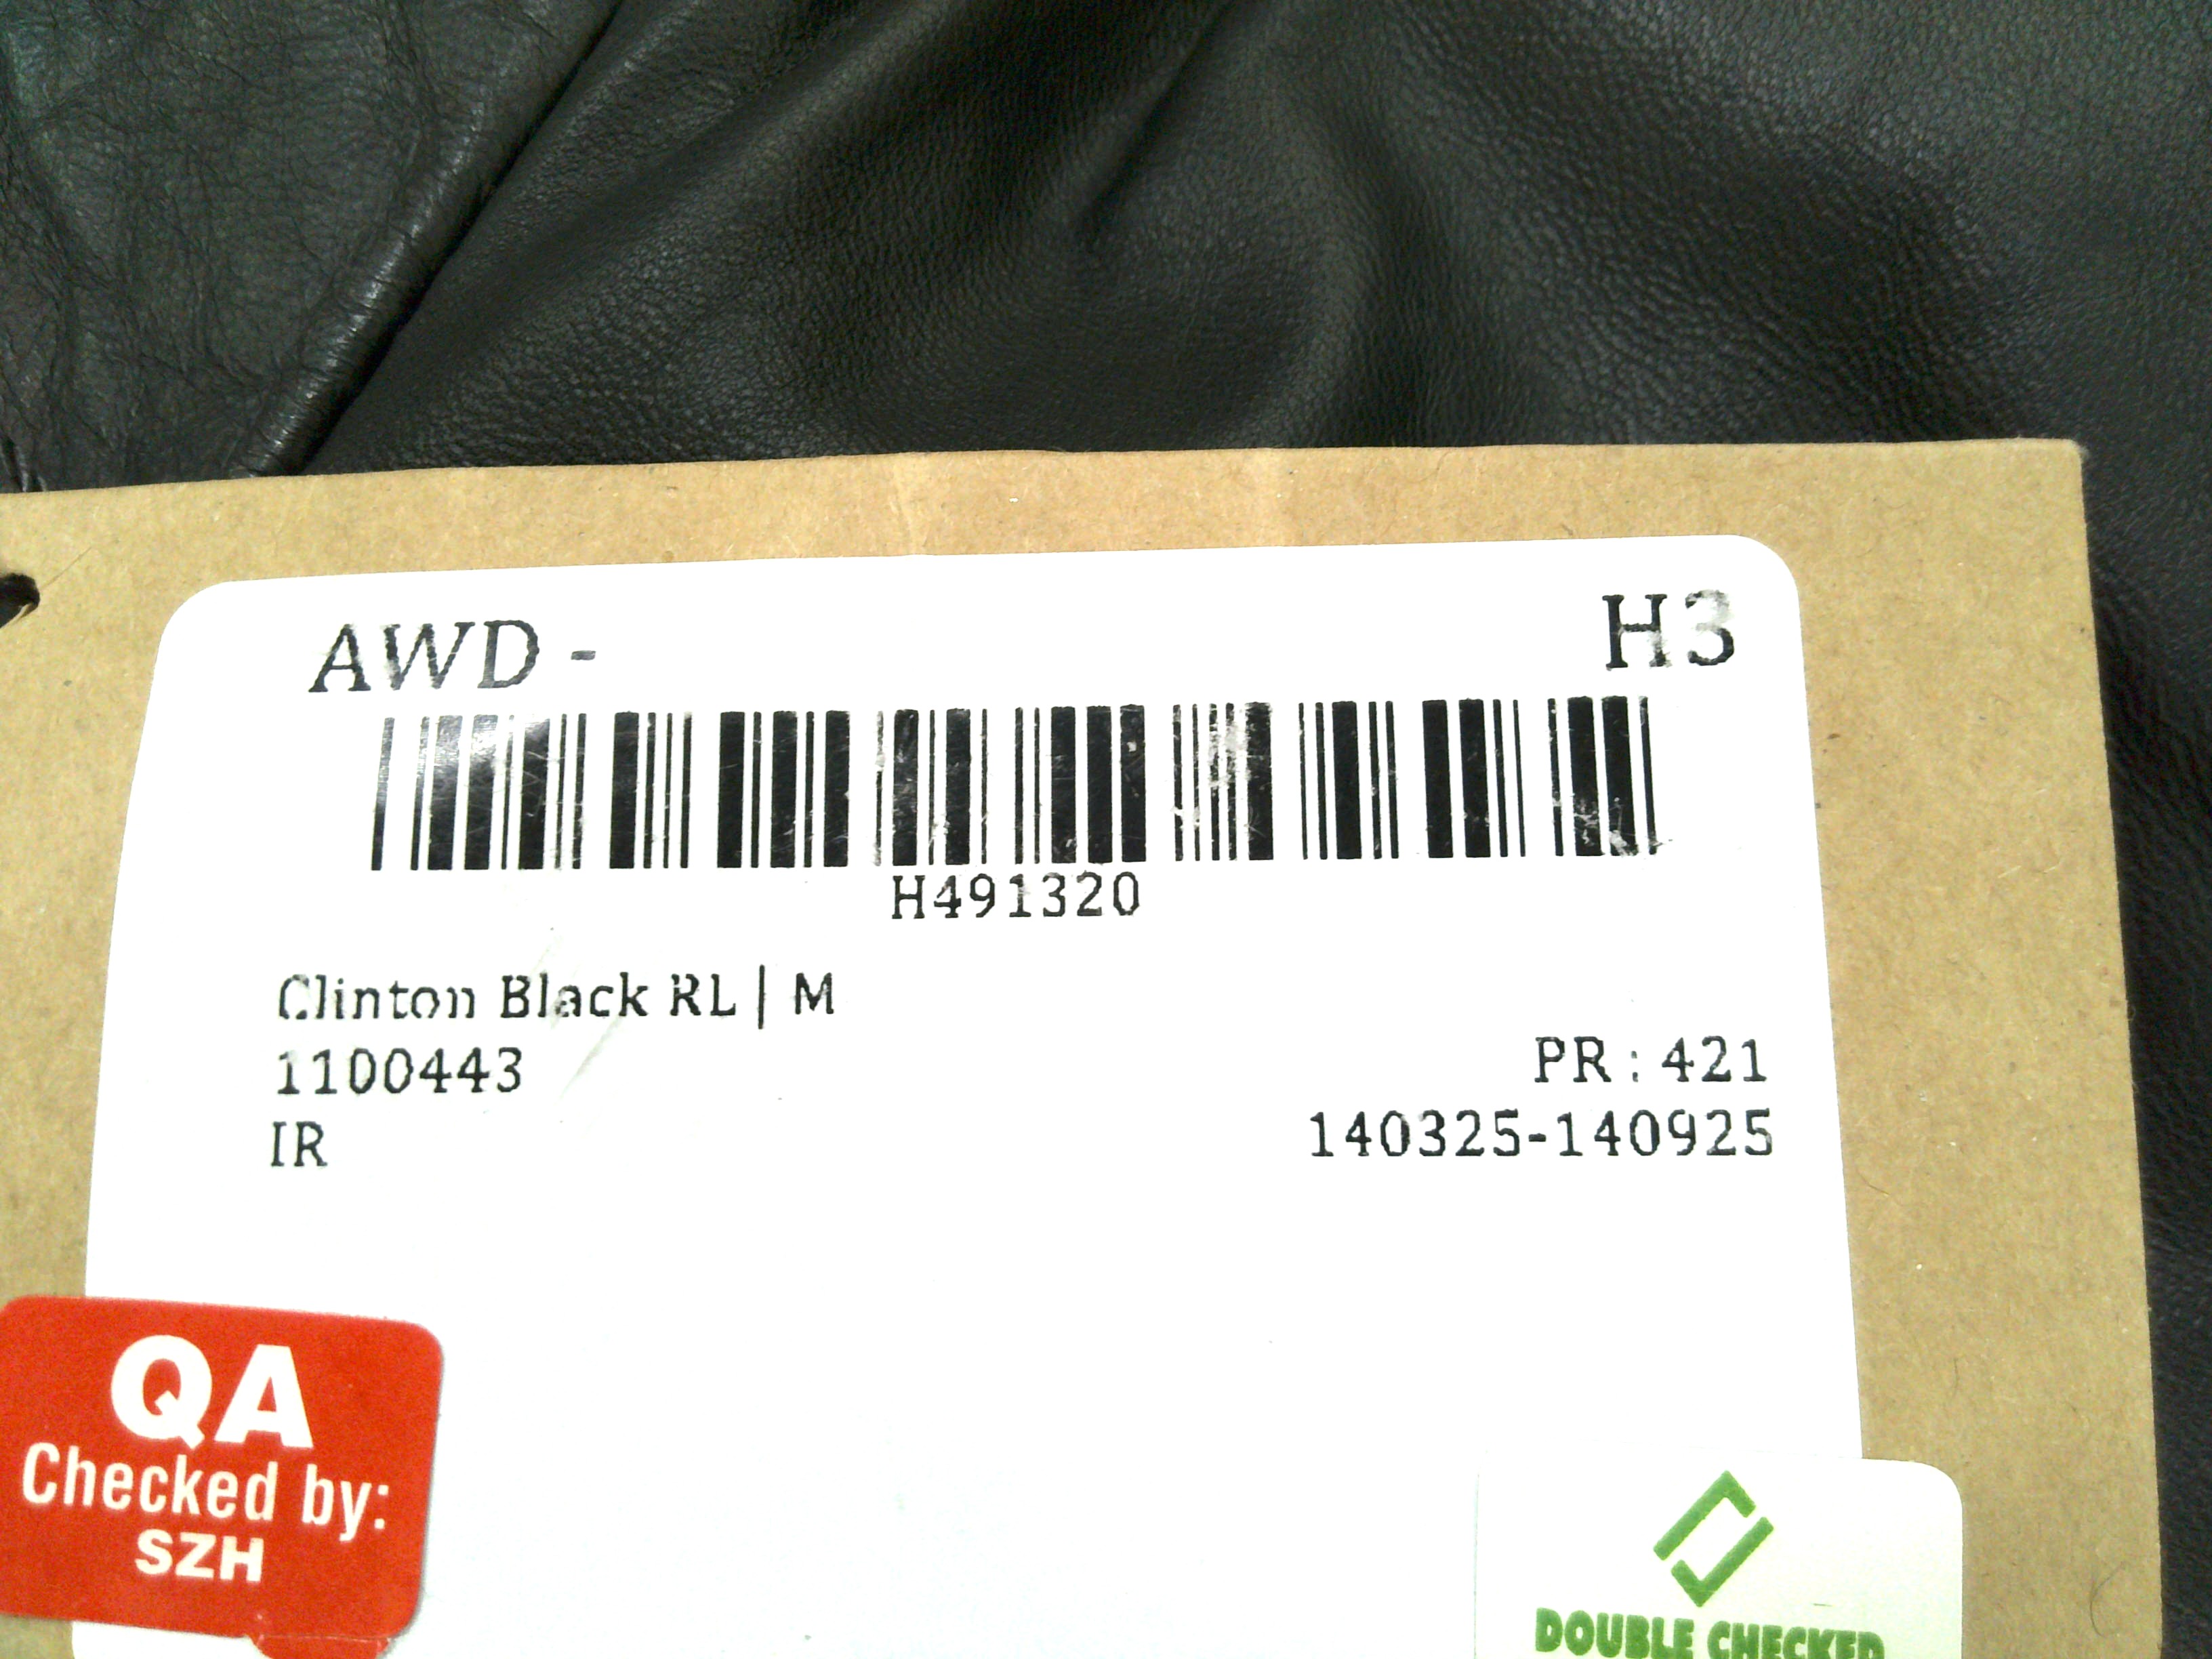 AWD - H3
H491320
Clinton Black RL | M
1100443 PR : 421
IR 140325-140925
QA
Checked by:
SZH
DOUBLE CHECKED